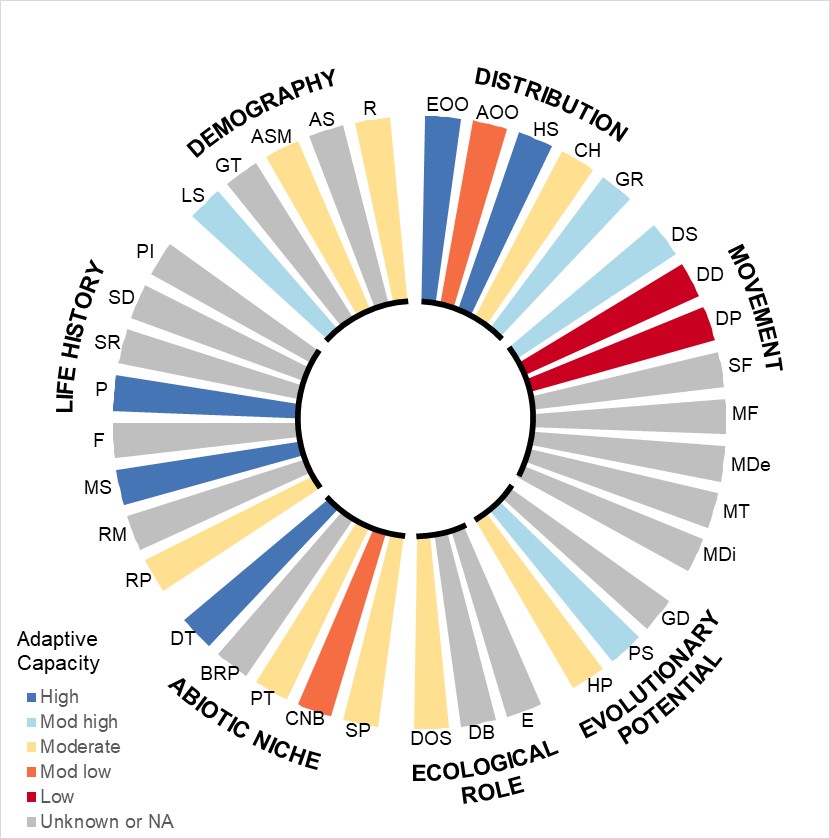 DISTRIBUTION
EOO
AOO
HS
CH
GR
MOVEMENT
DS
DD
DP
SF
MF
MDe
MT
MDi
EVOLUTIONARY
POTENTIAL
GD
PS
HP
ECOLOGICAL
ROLE
E
DB
DOS
ABIOTIC NICHE
SP
CNB
PT
BRP
DT
LIFE HISTORY
RP
RM
MS
F
P
SR
SD
PI
DEMOGRAPHY
LS
GT
ASM
AS
R
Adaptive
Capacity
High
Mod high
Moderate
Mod low
Low
Unknown or NA